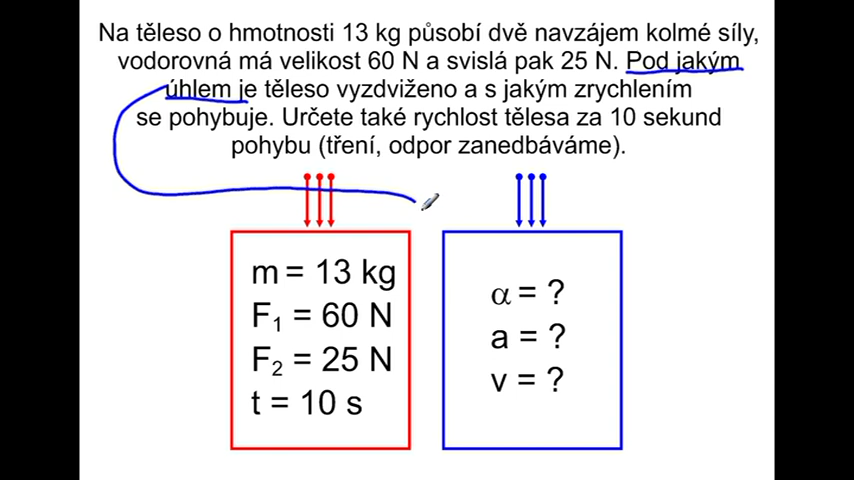 Na těleso o hmotnosti 13 kg působí dvě navzájem kolmé síly,
vodorovná má velikost 60 N a svislá pak 25 N. Pod jakým
úhlem je těleso vyzdviženo a s jakým zrychlením
se pohybuje. Určete také rychlost tělesa za 10 sekund
pohybu (tření, odpor zanedbáváme).
m = 13 kg
F₁ = 60 N
F₂ = 25 N
t = 10 s
α = ?
a = ?
v = ?